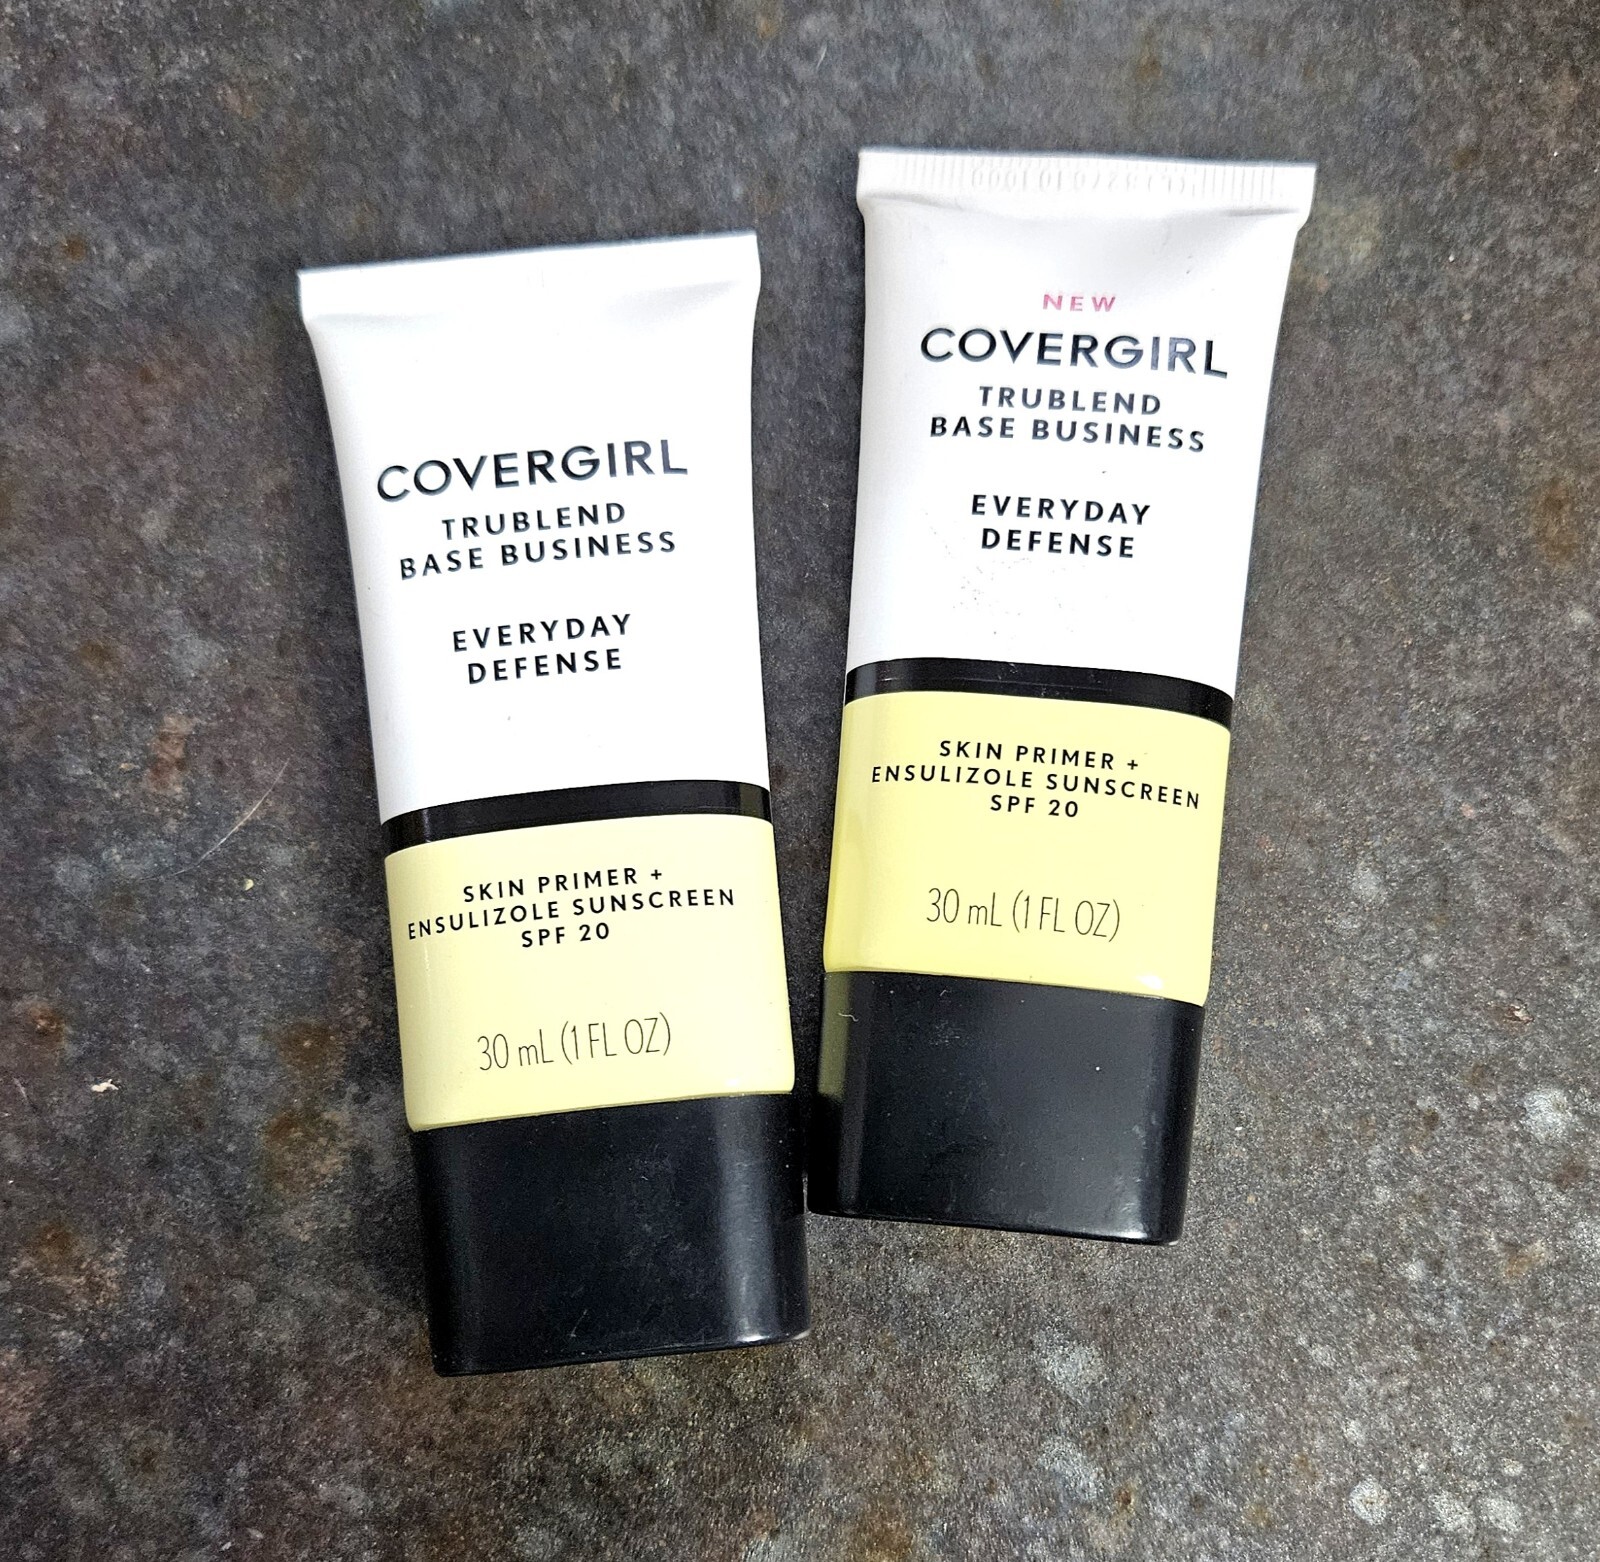 COVERGIRL
TRUBLEND
BASE BUSINESS
EVERYDAY
DEFENSE
SKIN PRIMER +
ENSULIZOLE SUNSCREEN
SPF 20
30 mL (1 FL OZ)
NEW
COVERGIRL
TRUBLEND
BASE BUSINESS
EVERYDAY
DEFENSE
SKIN PRIMER +
ENSULIZOLE SUNSCREEN
SPF 20
30 mL (1 FL OZ)